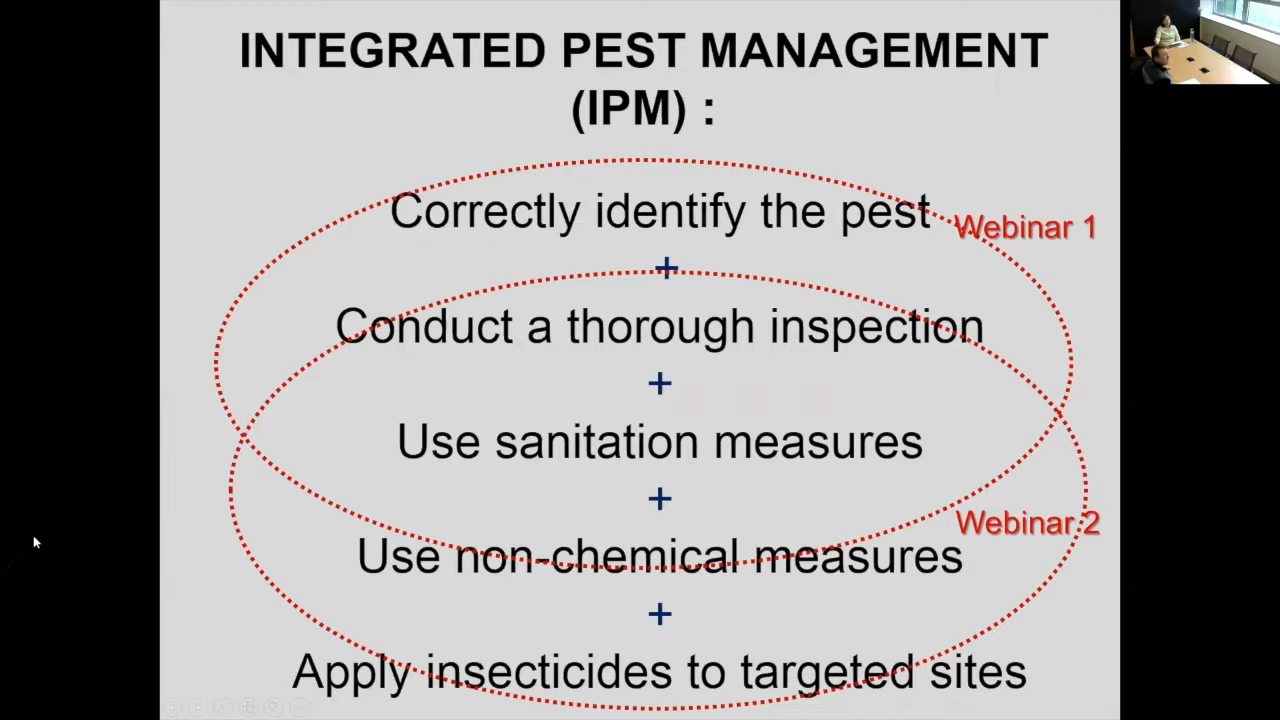 INTEGRATED PEST MANAGEMENT
(IPM) :
Correctly identify the pest
Webinar 1
+
Conduct a thorough inspection
+
Use sanitation measures
+
Webinar 2
Use non-chemical measures
+
Apply insecticides to targeted sites